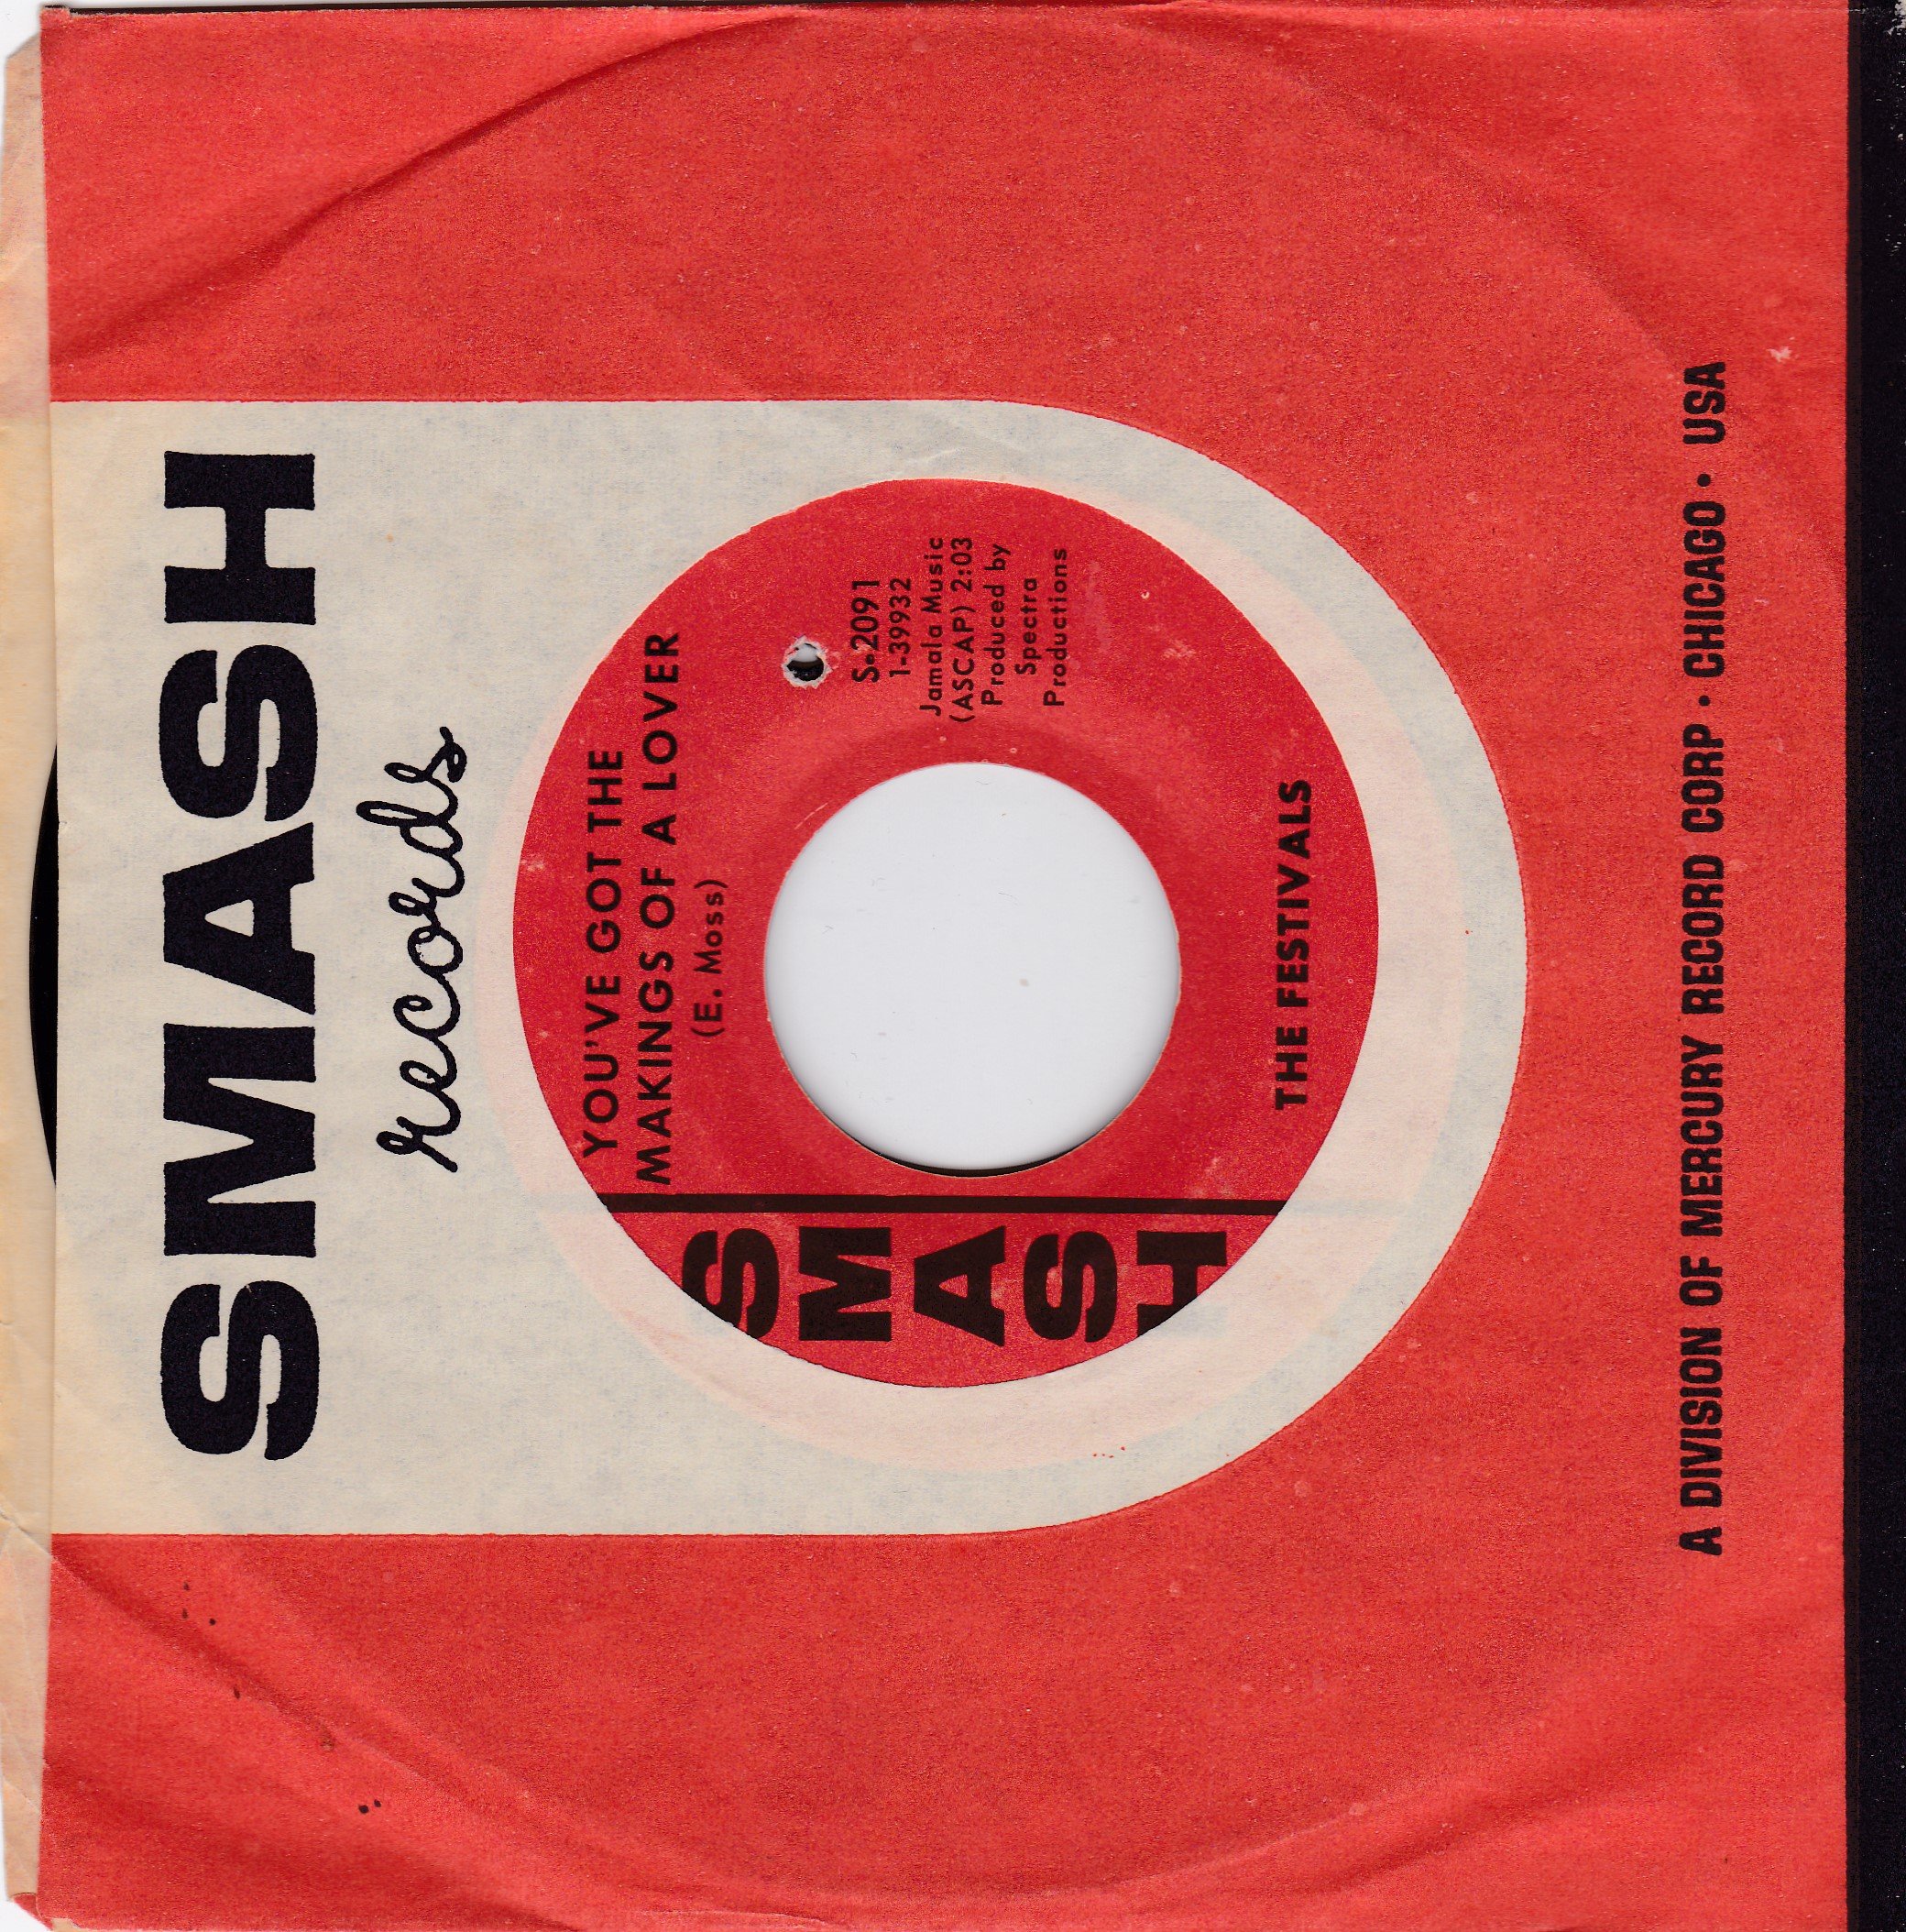 SMASH
records
YOU'VE GOT THE
MAKINGS OF A LOVER
(E. Moss)
S-2091
1-39932
Jamala Music
(ASCAP) 2:03
Produced by
Spectra
Productions
THE FESTIVALS
SMASH
A DIVISION OF MERCURY RECORD CORP • CHICAGO • USA